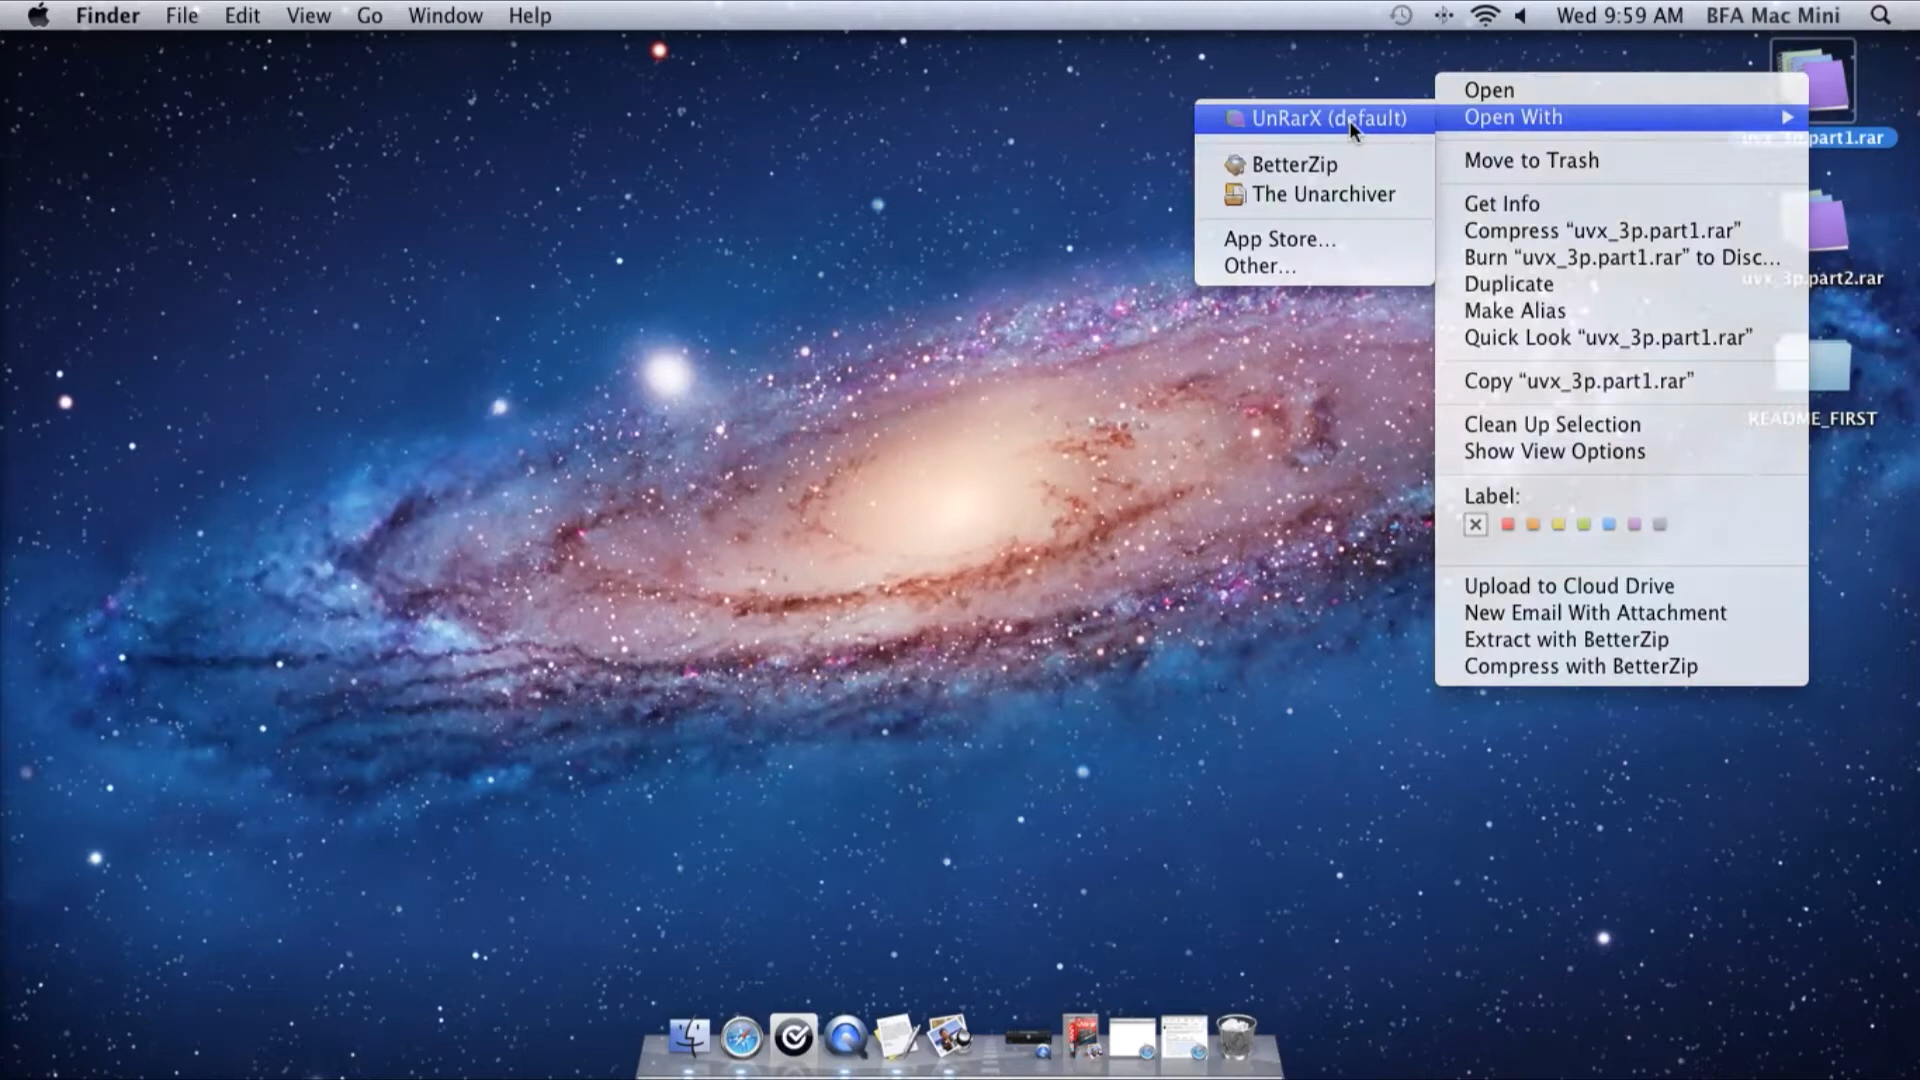 Finder File Edit View Go Window Help
Wed 9:59 AM BFA Mac Mini
Open
Open With
Move to Trash
Get Info
Compress “uvx_3p.part1.rar”
Burn “uvx_3p.part1.rar” to Disc...
Duplicate
Make Alias
Quick Look “uvx_3p.part1.rar”
Copy “uvx_3p.part1.rar”
Clean Up Selection
Show View Options
Label:
Upload to Cloud Drive
New Email With Attachment
Extract with BetterZip
Compress with BetterZip
UnRarX (default)
BetterZip
The Unarchiver
App Store...
Other...
uvx_3p.part1.rar
uvx_3p.part2.rar
README_FIRST